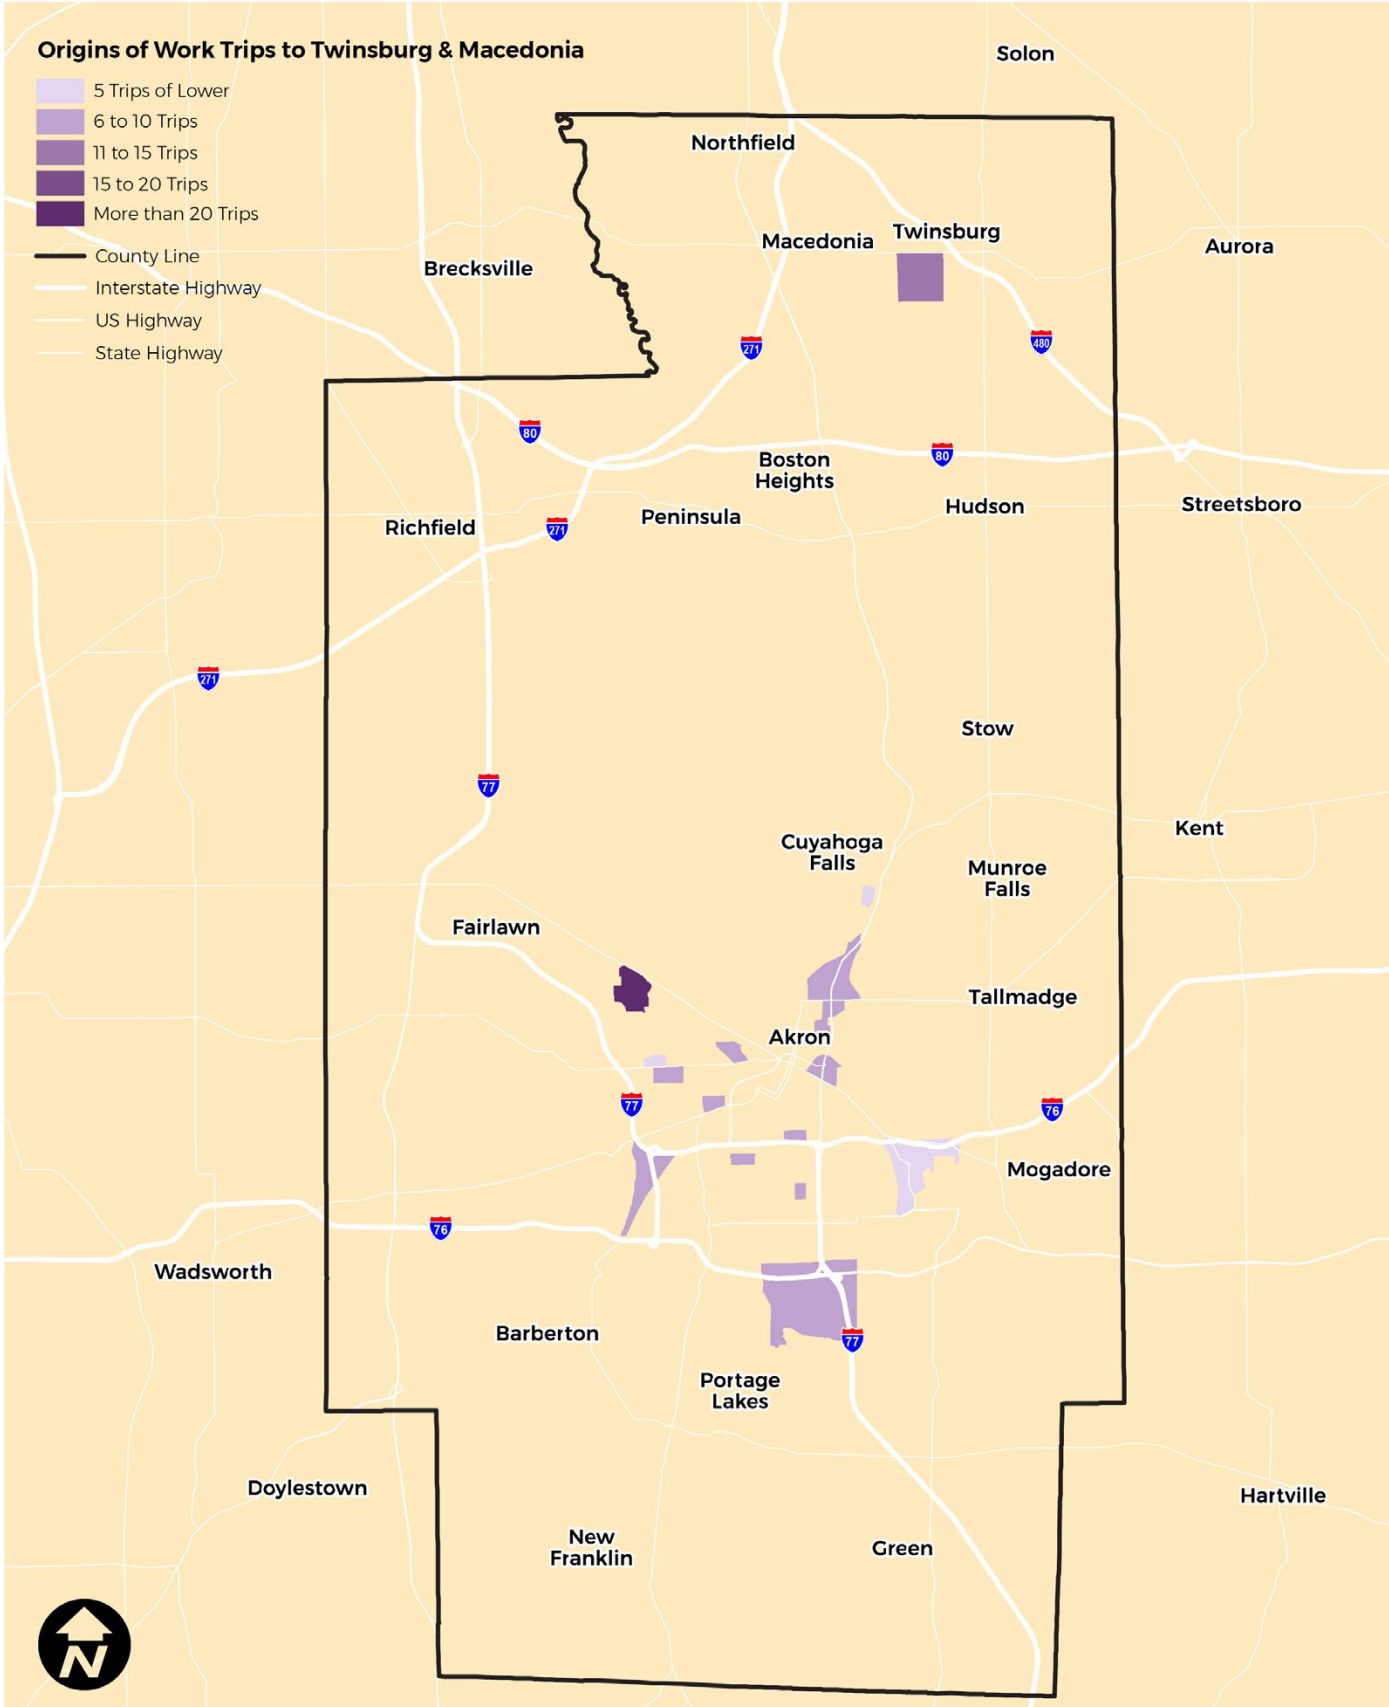 Origins of Work Trips to Twinsburg & Macedonia
5 Trips of Lower
6 to 10 Trips
11 to 15 Trips
15 to 20 Trips
More than 20 Trips
County Line
Interstate Highway
US Highway
State Highway
Solon
Northfield
Twinsburg
Macedonia
Aurora
Brecksville
480
271
80
80
Boston
Heights
Hudson
Streetsboro
Peninsula
Richfield
271
271
Stow
77
Kent
Cuyahoga
Falls
Munroe
Falls
Fairlawn
Tallmadge
Akron
77
76
Mogadore
76
Wadsworth
Barberton
77
Portage
Lakes
Doylestown
Hartville
New
Franklin
Green
N